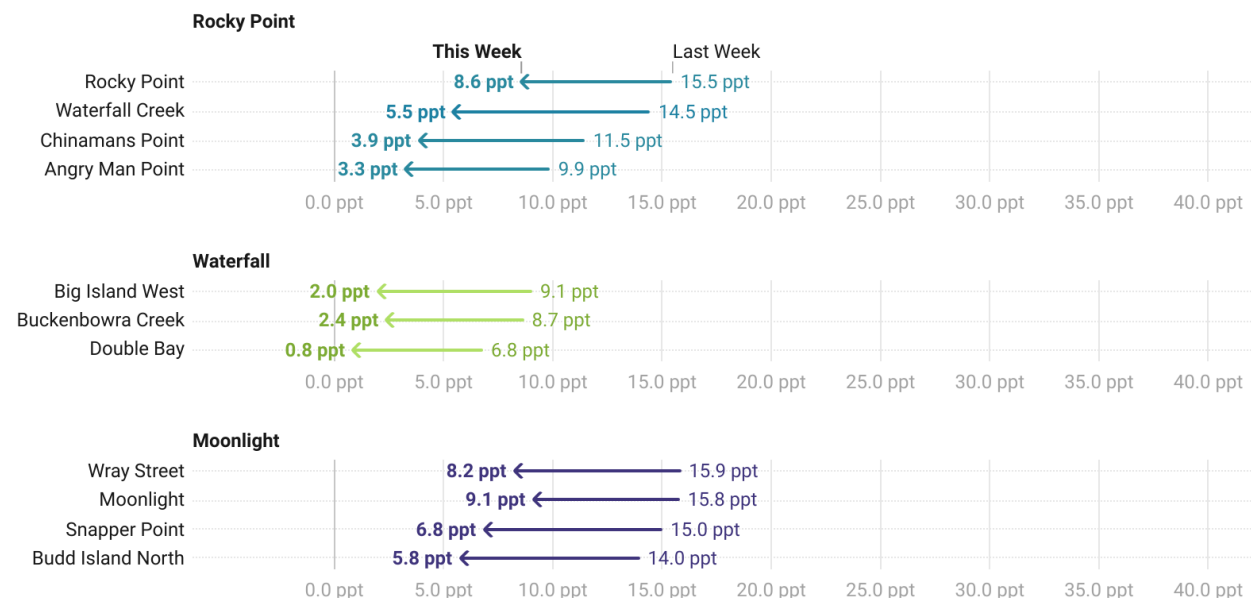 Rocky Point
This Week Last Week
Rocky Point 8.6 ppt 15.5 ppt
Waterfall Creek 5.5 ppt 14.5 ppt
Chinamans Point 3.9 ppt 11.5 ppt
Angry Man Point 3.3 ppt 9.9 ppt
0.0 ppt 5.0 ppt 10.0 ppt 15.0 ppt 20.0 ppt 25.0 ppt 30.0 ppt 35.0 ppt 40.0 ppt
Waterfall
Big Island West 2.0 ppt 9.1 ppt
Buckenbowra Creek 2.4 ppt 8.7 ppt
Double Bay 0.8 ppt 6.8 ppt
0.0 ppt 5.0 ppt 10.0 ppt 15.0 ppt 20.0 ppt 25.0 ppt 30.0 ppt 35.0 ppt 40.0 ppt
Moonlight
Wray Street 8.2 ppt 15.9 ppt
Moonlight 9.1 ppt 15.8 ppt
Snapper Point 6.8 ppt 15.0 ppt
Budd Island North 5.8 ppt 14.0 ppt
0.0 ppt 5.0 ppt 10.0 ppt 15.0 ppt 20.0 ppt 25.0 ppt 30.0 ppt 35.0 ppt 40.0 ppt